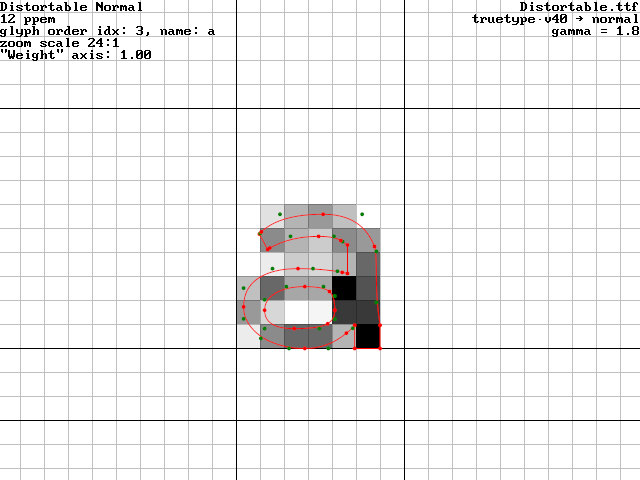 Distortable Normal
12 ppem
glyph order idx: 3, name: a
zoom scale 24:1
"Weight" axis: 1.00
Distortable.ttf
truetype-v40 → normal
gamma = 1.8